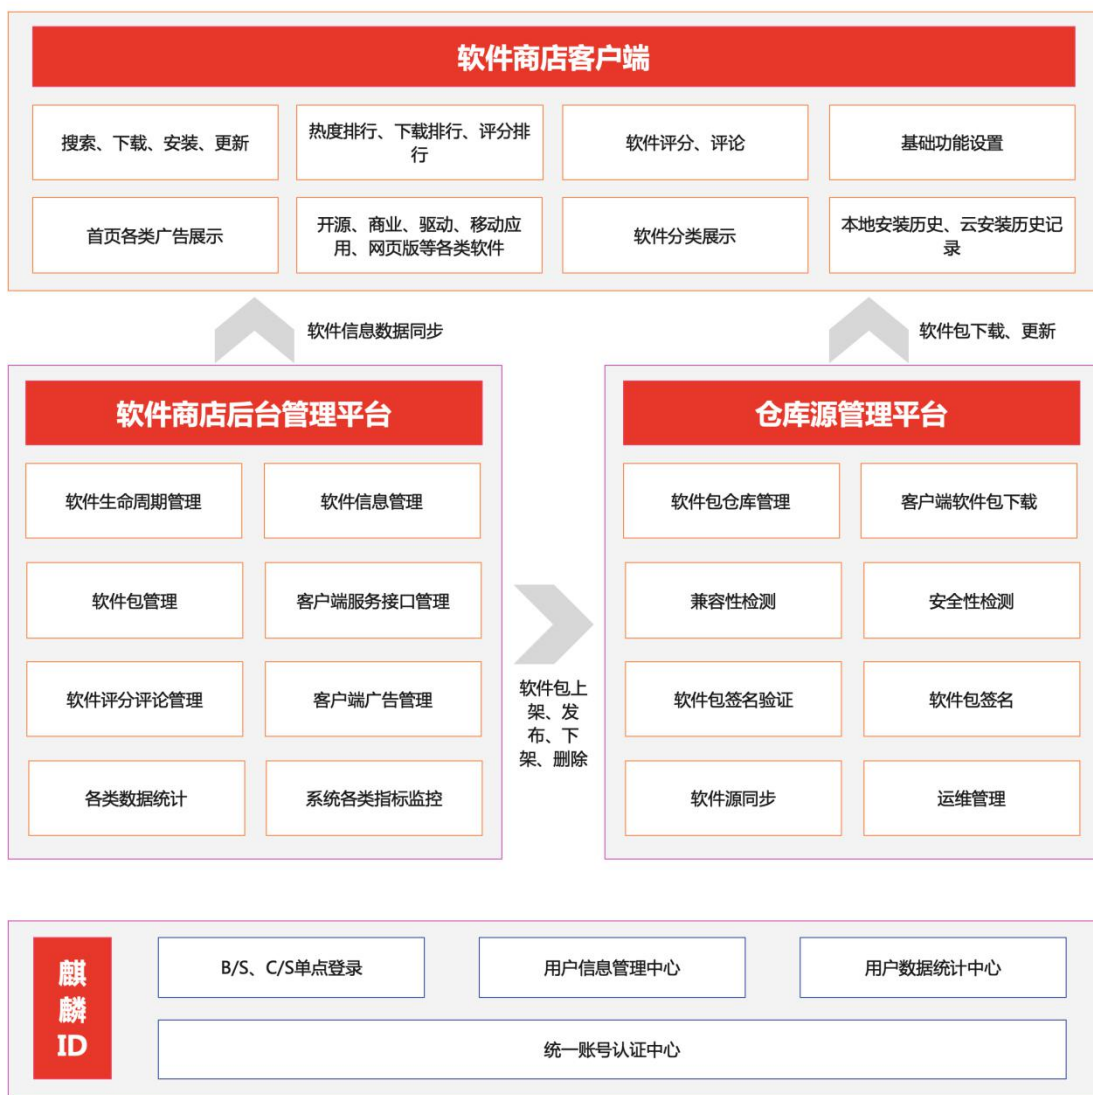 软件商店客户端
搜索、下载、安装、更新
热度排行、下载排行、评分排
行
软件评分、评论
基础功能设置
首页各类广告展示
开源、商业、驱动、移动应
用、网页版等各类软件
软件分类展示
本地安装历史、云安装历史记
录
软件信息数据同步
软件包下载、更新
软件商店后台管理平台
软件生命周期管理
软件信息管理
软件包管理
客户端服务接口管理
软件评分评论管理
客户端广告管理
各类数据统计
系统各类指标监控
软件包上
架、发
布、下
架、删除
仓库源管理平台
软件包仓库管理
客户端软件包下载
兼容性检测
安全性检测
软件包签名验证
软件包签名
软件源同步
运维管理
麒
麟
ID
B/S、C/S单点登录
用户信息管理中心
用户数据统计中心
统一账号认证中心